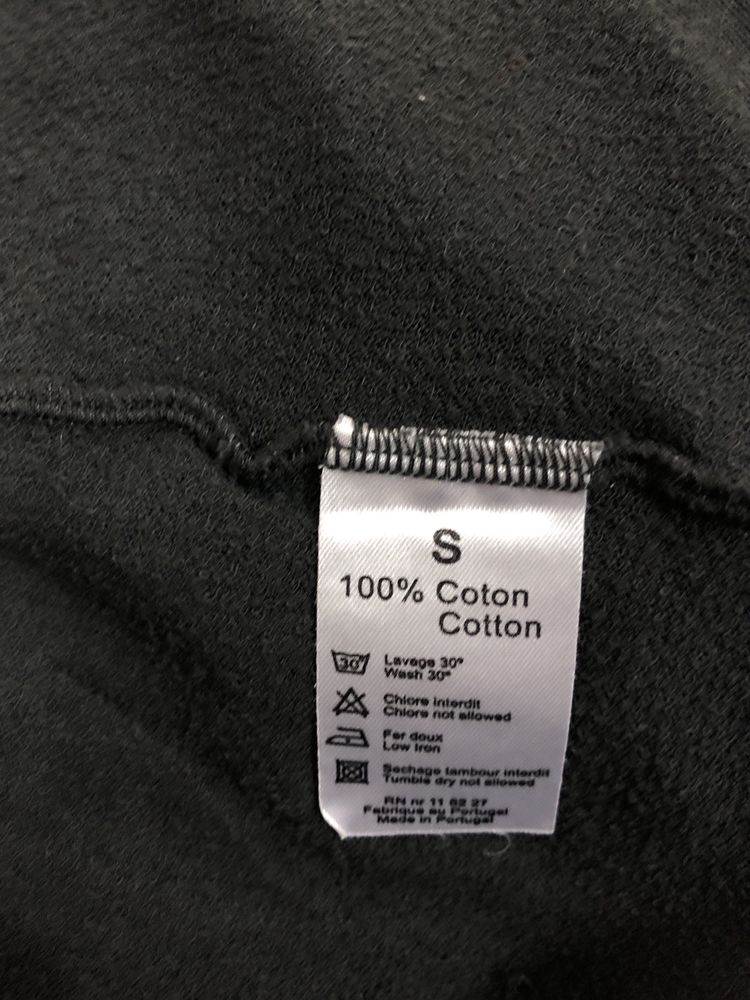 S
100% Coton
Cotton
30°
Lavage 30°
Wash 30°
Chlore interdit
Chlore not allowed
Fer doux
Low iron
Sechage tambour interdit
Tumble dry not allowed
RN nr 11 62 27
Fabrique au Portugal
Made in Portugal